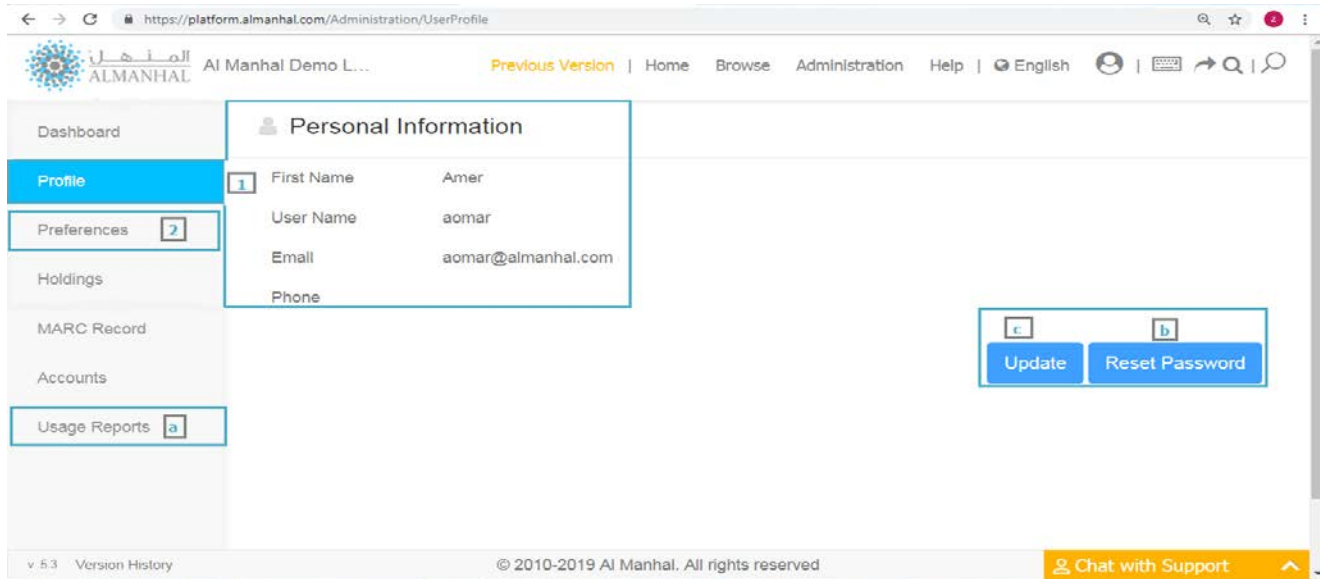 https://platform.almanhal.com/Administration/UserProfile
2
المنهل
ALMANHAL
Al Manhal Demo L...
Previous Version | Home Browse Administration Help | English
Dashboard
Profile
Preferences 2
Holdings
MARC Record
Accounts
Usage Reports a
Personal Information
1
First Name Amer
User Name aomar
Email aomar@almanhal.com
Phone
c b
Update Reset Password
v 5.3 Version History
© 2010-2019 Al Manhal. All rights reserved
Chat with Support